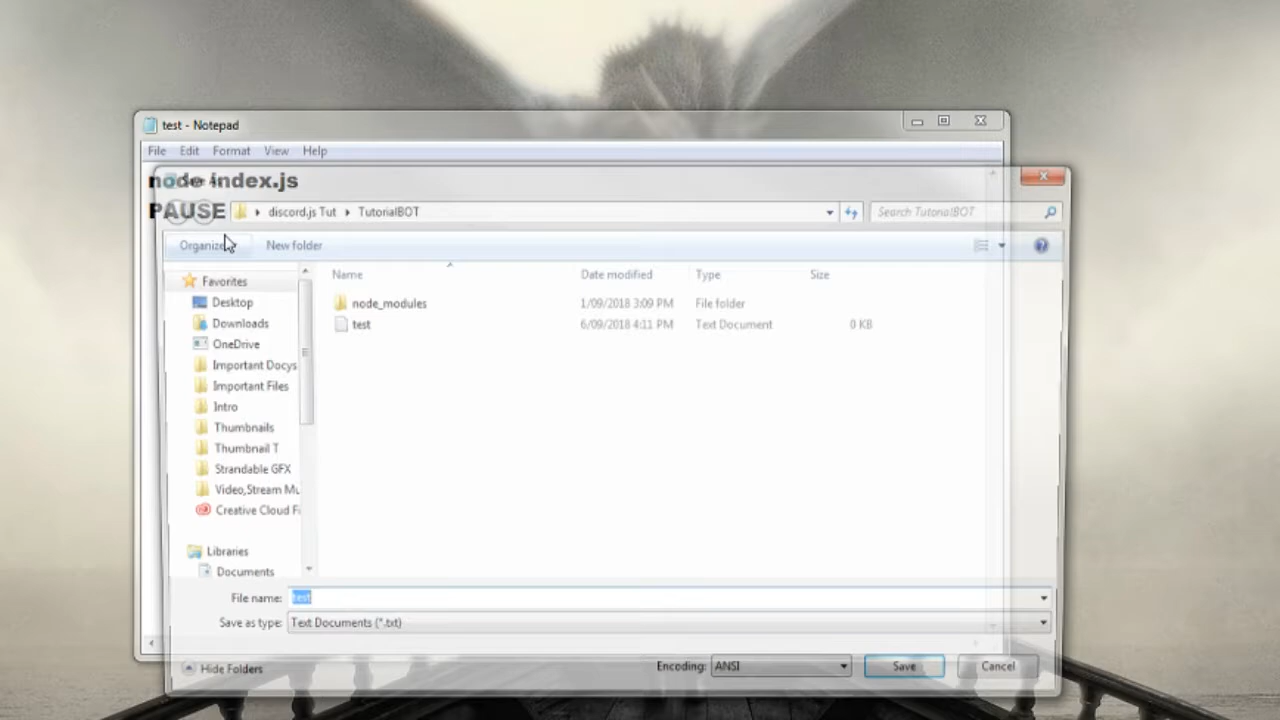 test - Notepad
File Edit Format View Help
node index.js
PAUSE
discord.js Tut TutorialBOT Search TutorialBOT
Organize New folder
Name Date modified Type Size
Favorites
Desktop
Downloads
OneDrive
Important Docys
Important Files
Intro
Thumbnails
Thumbnail T
Strandable GFX
Video,Stream Mu
Creative Cloud Fi
Libraries
Documents
node_modules 1/09/2018 3:09 PM File folder
test 6/09/2018 4:11 PM Text Document 0 KB
File name: test
Save as type: Text Documents (*.txt)
Hide Folders Encoding: ANSI Save Cancel